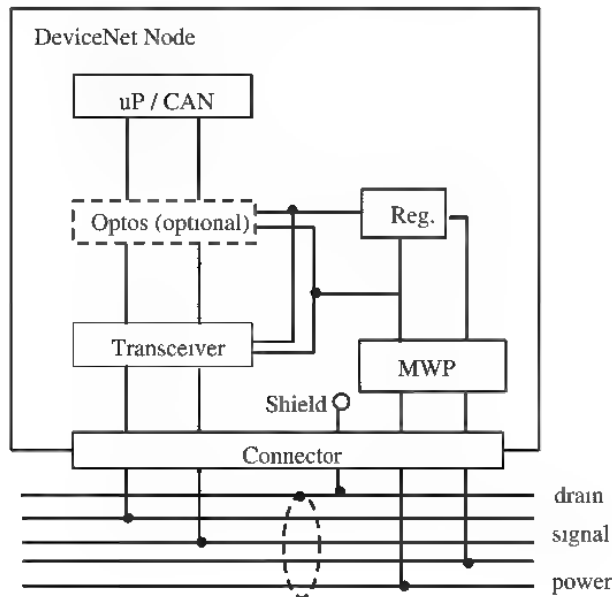 DeviceNet Node
uP / CAN
Optos (optional)
Reg.
Transceiver
MWP
Shield
Connector
drain
signal
power